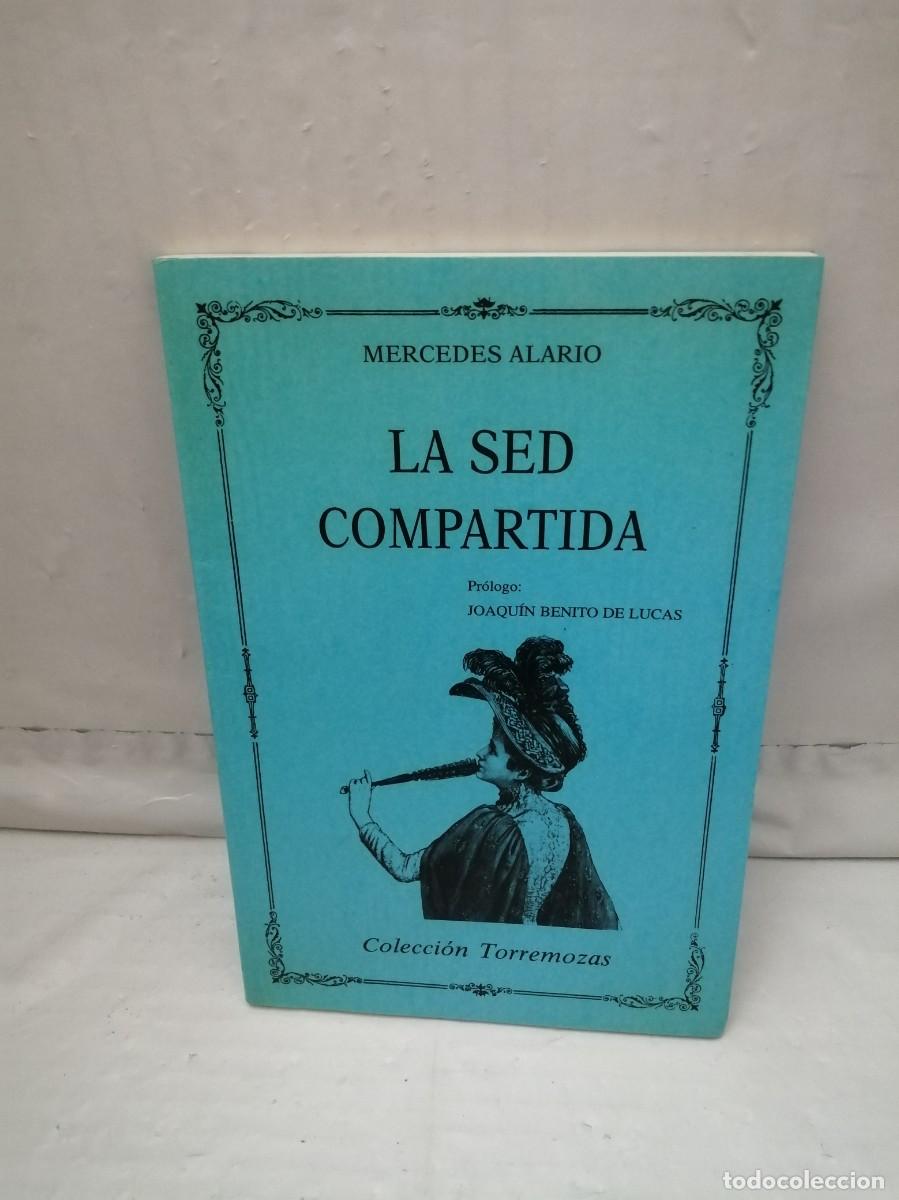 MERCEDES ALARIO
LA SED
COMPARTIDA
Prólogo:
JOAQUÍN BENITO DE LUCAS
Colección Torremozas
todocoleccion